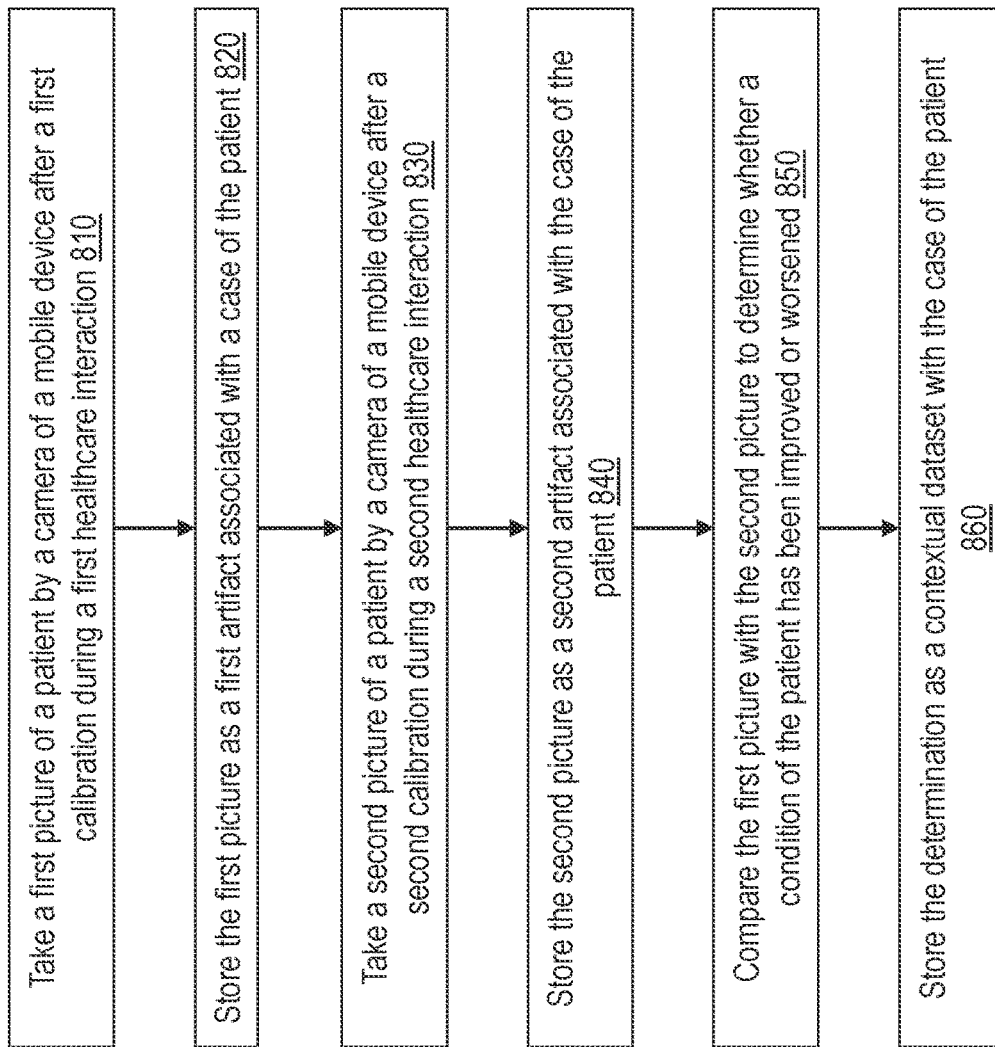 Take a first picture of a patient by a camera of a mobile device after a first
calibration during a first healthcare interaction 810
Store the first picture as a first artifact associated with a case of the patient 820
Take a second picture of a patient by a camera of a mobile device after a
second calibration during a second healthcare interaction 830
Store the second picture as a second artifact associated with the case of the
patient 840
Compare the first picture with the second picture to determine whether a
condition of the patient has been improved or worsened 850
Store the determination as a contextual dataset with the case of the patient
860